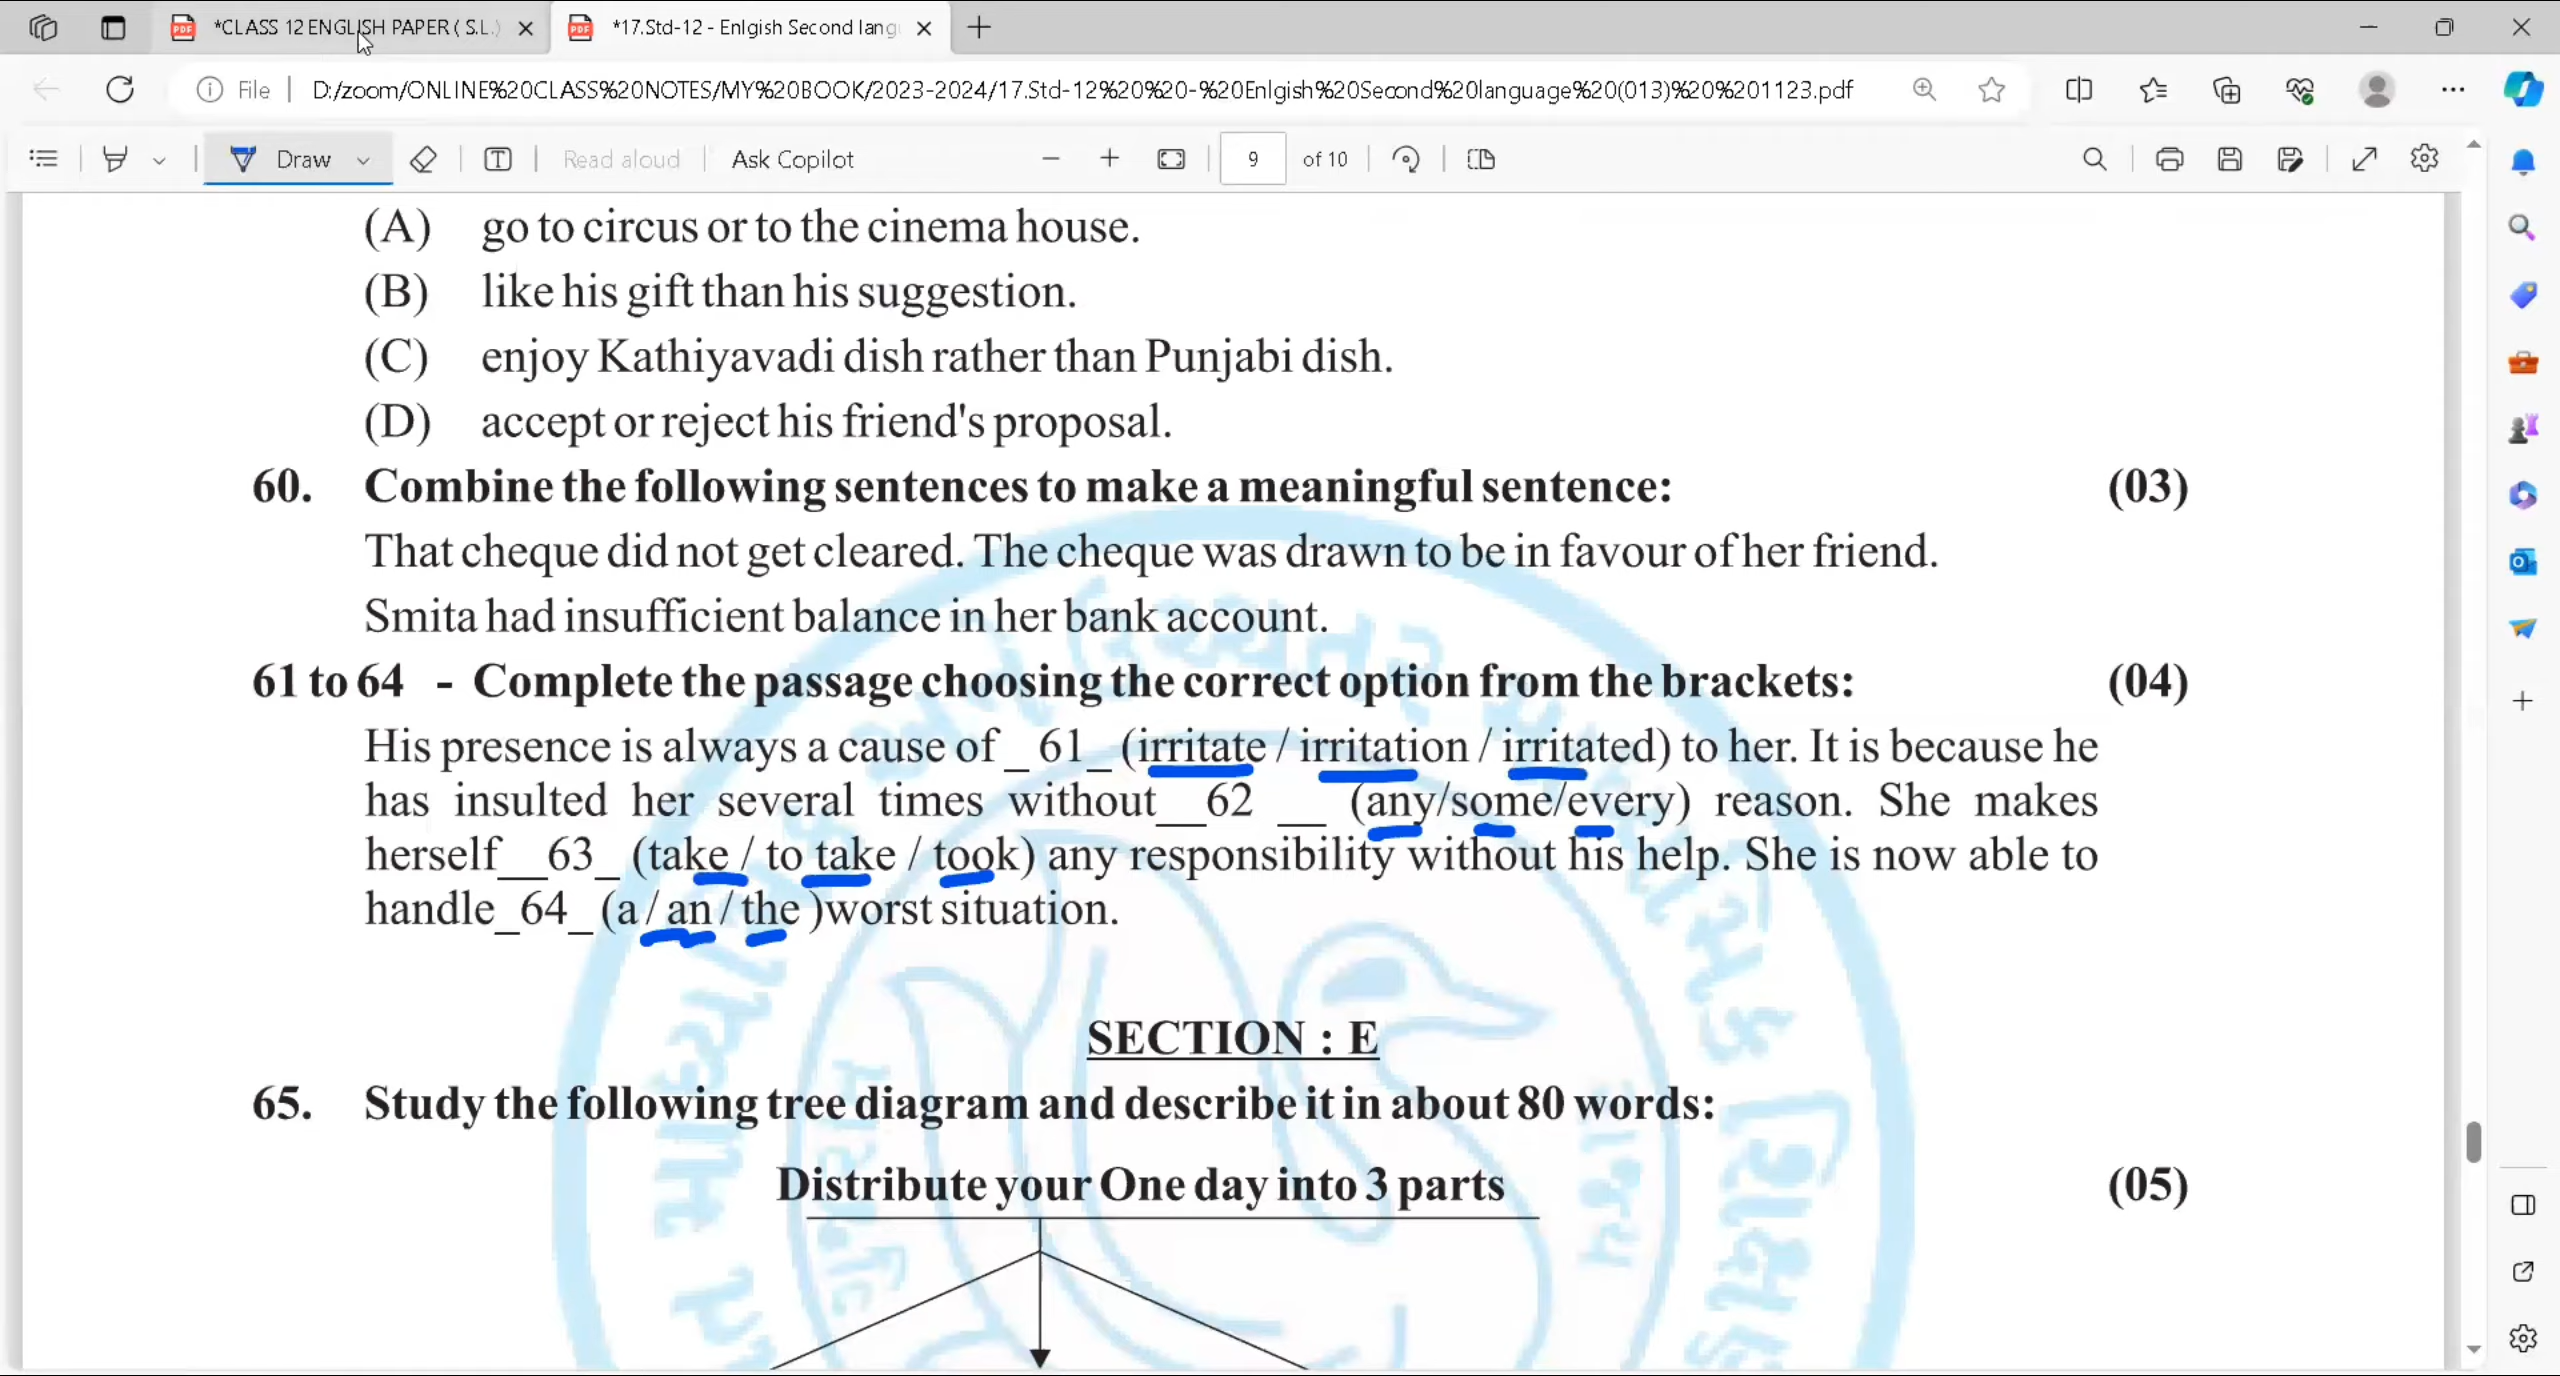 *CLASS 12 ENGLISH PAPER ( S.L.)
*17.Std-12 - Enlgish Second lang
File
D:/zoom/ONLINE%20CLASS%20NOTES/MY%20BOOK/2023-2024/17.Std-12%20%20-%20Enlgish%20Second%20language%20(013)%20%201123.pdf
Draw
Read aloud
Ask Copilot
9 of 10
(A) go to circus or to the cinema house.
(B) like his gift than his suggestion.
(C) enjoy Kathiyavadi dish rather than Punjabi dish.
(D) accept or reject his friend's proposal.
60. Combine the following sentences to make a meaningful sentence: (03)
That cheque did not get cleared. The cheque was drawn to be in favour of her friend.
Smita had insufficient balance in her bank account.
61 to 64 - Complete the passage choosing the correct option from the brackets: (04)
His presence is always a cause of _ 61_ (irritate / irritation / irritated) to her. It is because he
has insulted her several times without__62 __ (any/some/every) reason. She makes
herself__63_ (take / to take / took) any responsibility without his help. She is now able to
handle_64_ (a / an / the )worst situation.
SECTION : E
65. Study the following tree diagram and describe it in about 80 words:
Distribute your One day into 3 parts (05)